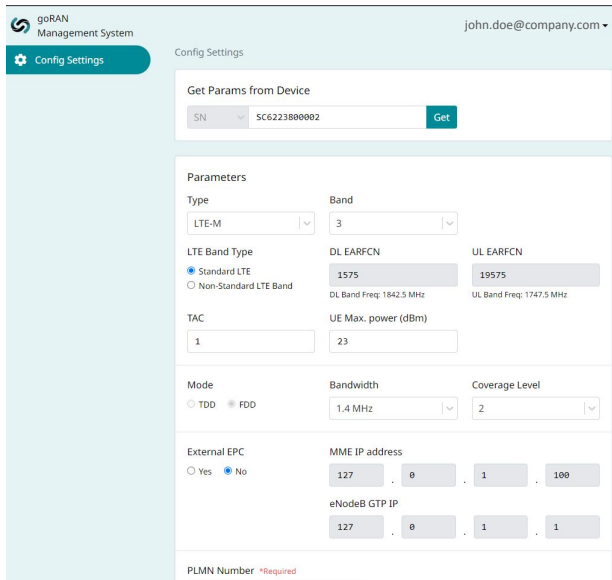 goRAN
Management System
john.doe@company.com
Config Settings
Config Settings
Get Params from Device
SN SC6223800002 Get
Parameters
Type Band
LTE-M 3
LTE Band Type DL EARFCN UL EARFCN
Standard LTE 1575 19575
Non-Standard LTE Band DL Band Freq: 1842.5 MHz UL Band Freq: 1747.5 MHz
TAC UE Max. power (dBm)
1 23
Mode Bandwidth Coverage Level
TDD FDD 1.4 MHz 2
External EPC MME IP address
Yes No 127 . 0 . 1 . 100
eNodeB GTP IP
127 . 0 . 1 . 1
PLMN Number *Required